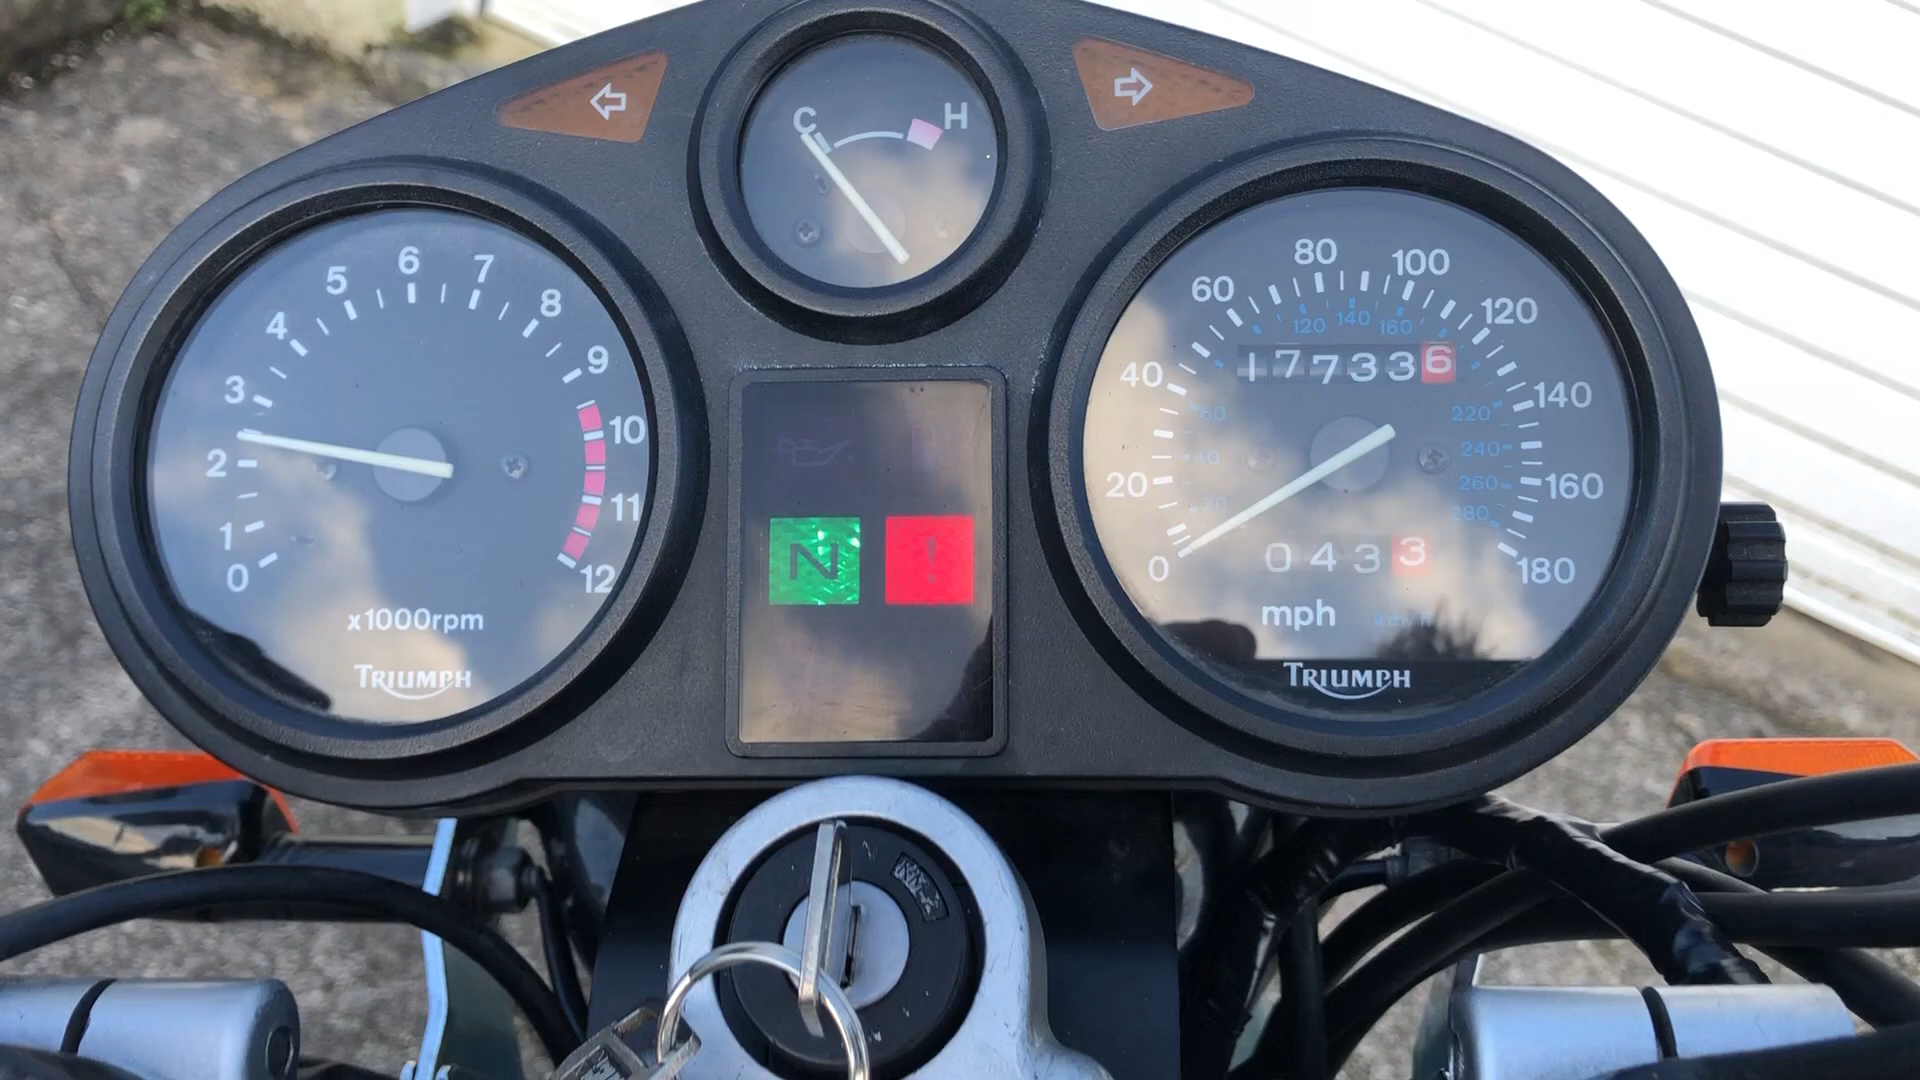 C H
0 1 2 3 4 5 6 7 8 9 10 11 12
x1000rpm
TRIUMPH
N !
0 20 40 60 80 100 120 140 160 180
120 140 160
220
240
260
280
177336
0433
mph
TRIUMPH